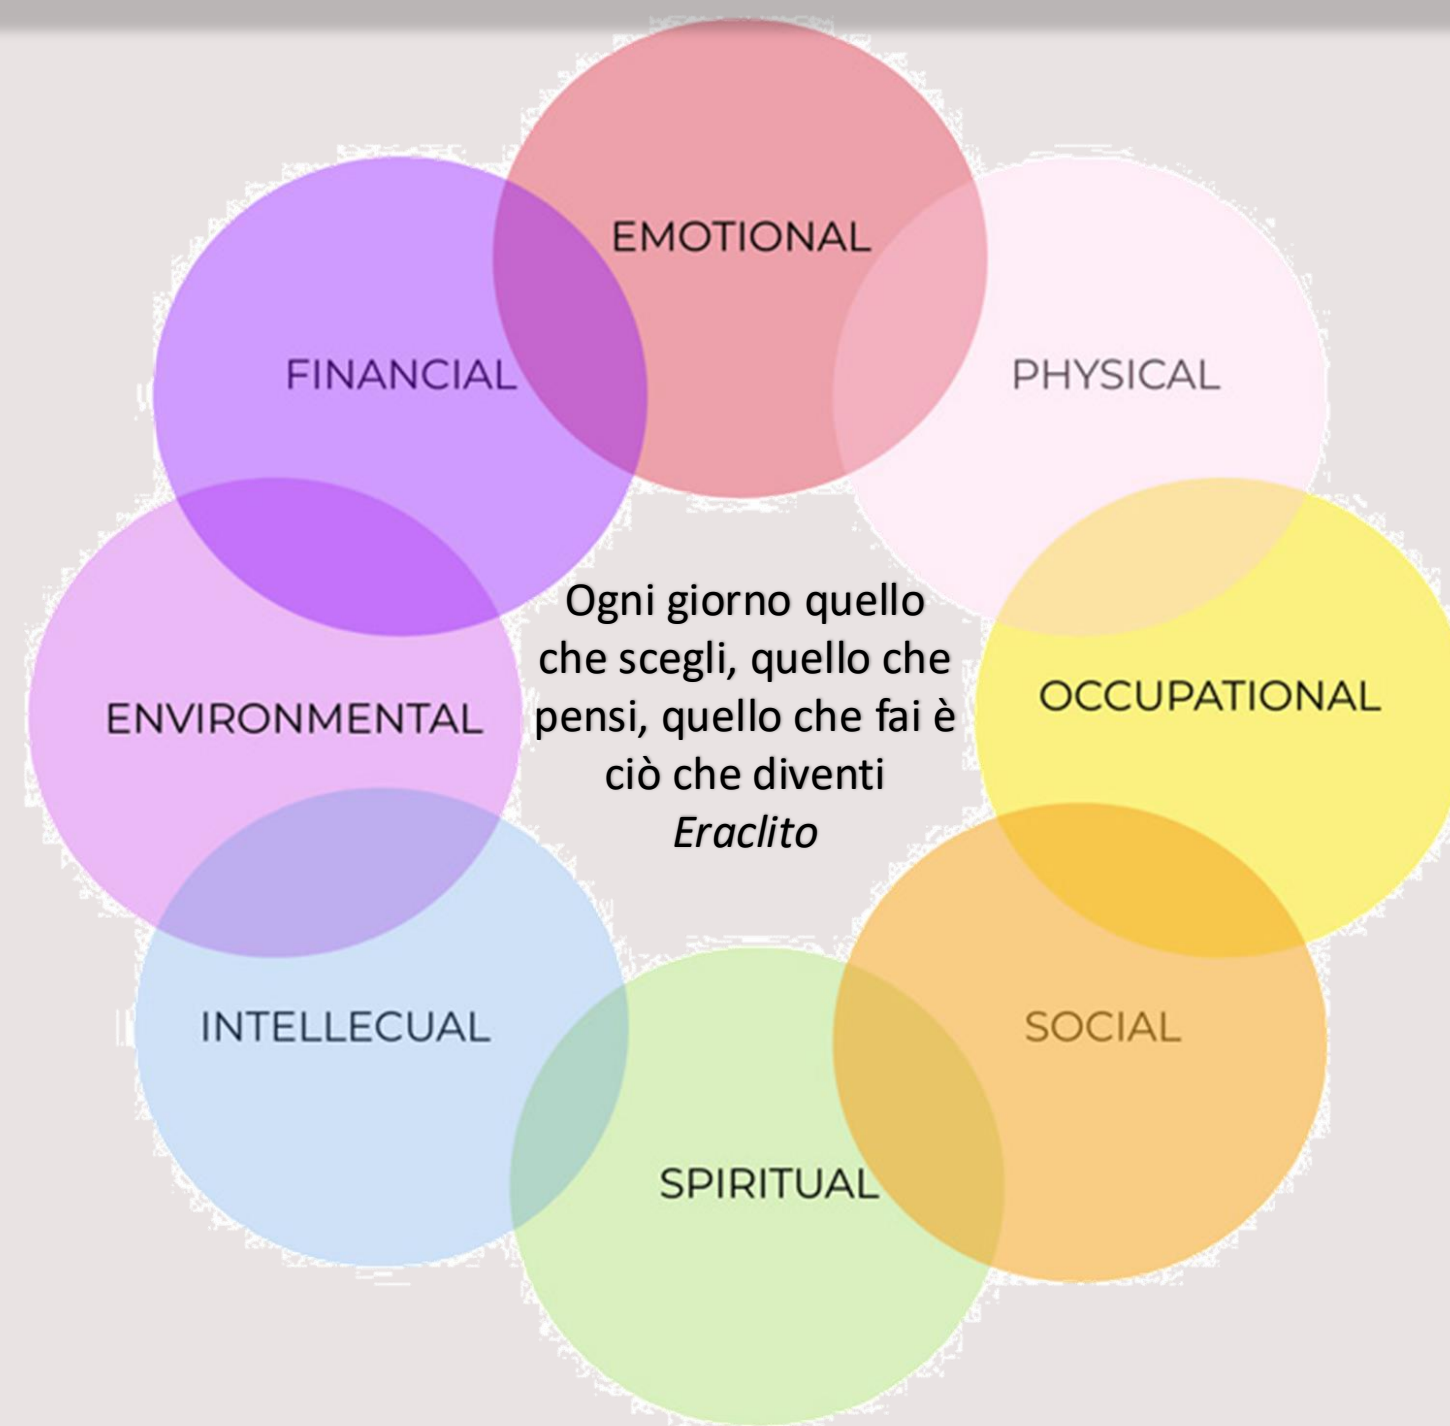 EMOTIONAL
FINANCIAL
PHYSICAL
Ogni giorno quello
che scegli, quello che
pensi, quello che fai è
ciò che diventi
Eraclito
OCCUPATIONAL
ENVIRONMENTAL
INTELLECUAL
SOCIAL
SPIRITUAL